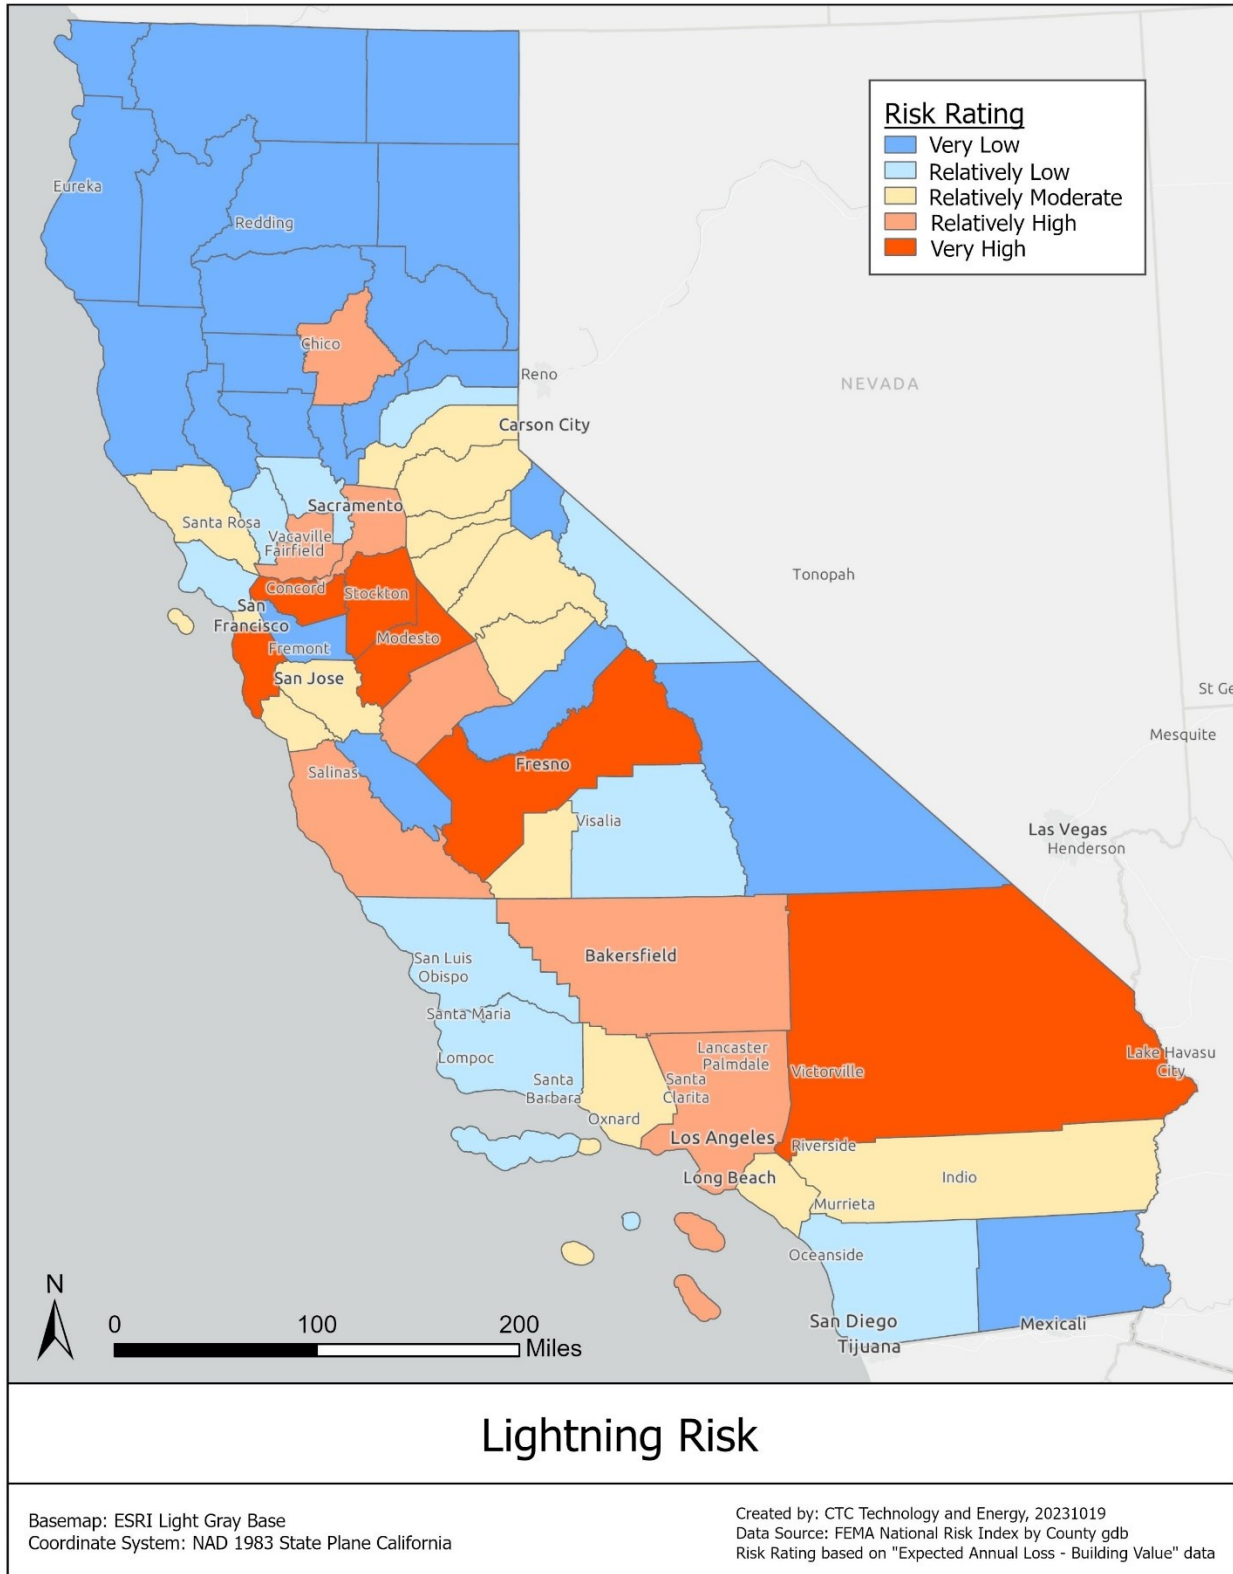 Risk Rating
Very Low
Relatively Low
Relatively Moderate
Relatively High
Very High
Eureka
Redding
Chico
Reno
NEVADA
Carson City
Santa Rosa
Sacramento
Vacaville
Fairfield
Concord
Stockton
San
Francisco
Fremont
Modesto
San Jose
Tonopah
St Ge
Mesquite
Salinas
Fresno
Visalia
Las Vegas
Henderson
San Luis
Obispo
Bakersfield
Santa Maria
Lompoc
Lancaster
Palmdale
Victorville
Lake Havasu
City
Santa
Barbara
Santa
Clarita
Oxnard
Los Angeles
Riverside
Long Beach
Indio
Murrieta
Oceanside
San Diego
Tijuana
Mexicali
N
0 100 200
Miles
Lightning Risk
Basemap: ESRI Light Gray Base
Coordinate System: NAD 1983 State Plane California
Created by: CTC Technology and Energy, 20231019
Data Source: FEMA National Risk Index by County gdb
Risk Rating based on "Expected Annual Loss - Building Value" data